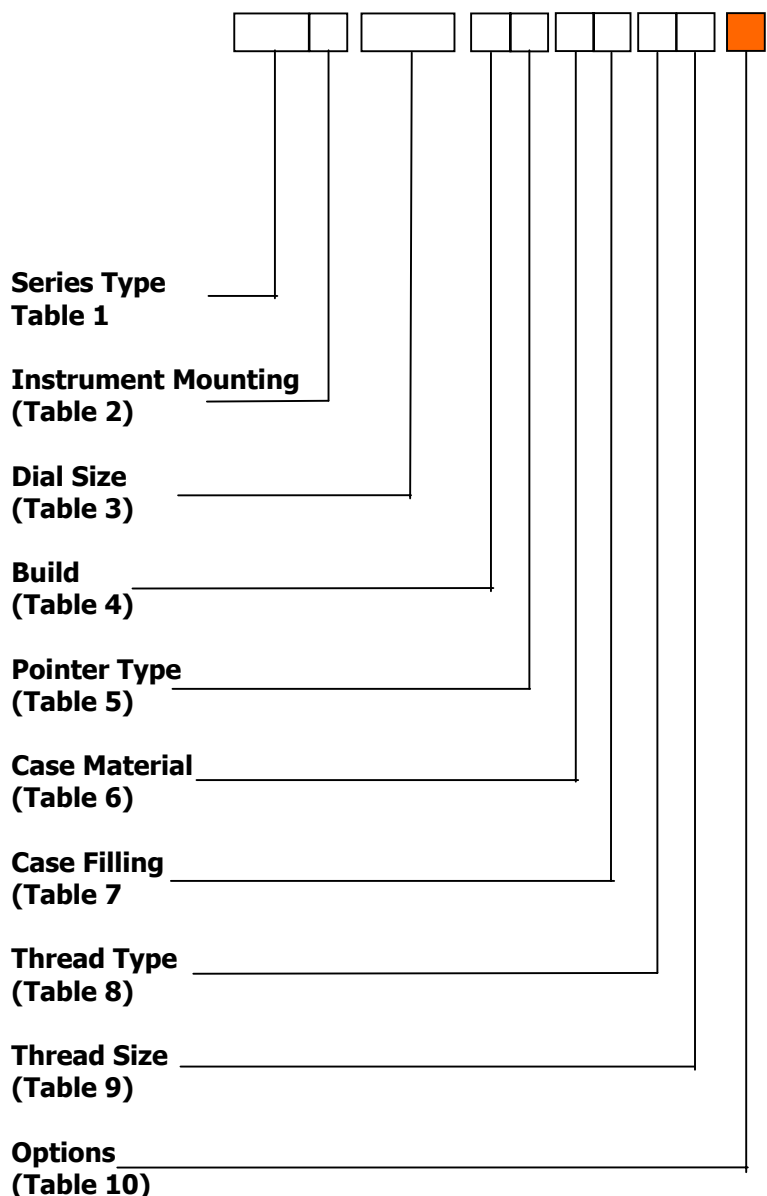 Series Type
Table 1
Instrument Mounting
(Table 2)
Dial Size
(Table 3)
Build
(Table 4)
Pointer Type
(Table 5)
Case Material
(Table 6)
Case Filling
(Table 7
Thread Type
(Table 8)
Thread Size
(Table 9)
Options
(Table 10)